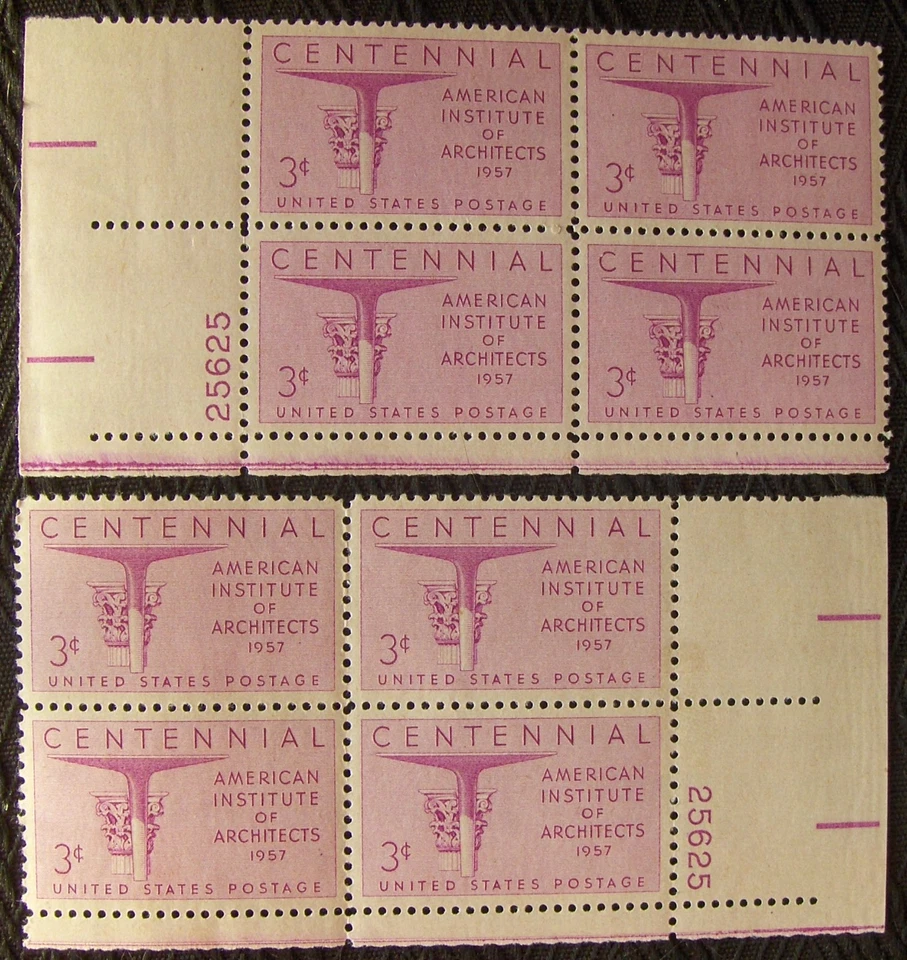 CENTENNIAL
AMERICAN
INSTITUTE
OF
ARCHITECTS
1957
3¢
UNITED STATES POSTAGE
CENTENNIAL
AMERICAN
INSTITUTE
OF
ARCHITECTS
1957
3¢
UNITED STATES POSTAGE
25625
CENTENNIAL
AMERICAN
INSTITUTE
OF
ARCHITECTS
1957
3¢
UNITED STATES POSTAGE
CENTENNIAL
AMERICAN
INSTITUTE
OF
ARCHITECTS
1957
3¢
UNITED STATES POSTAGE
CENTENNIAL
AMERICAN
INSTITUTE
OF
ARCHITECTS
1957
3¢
UNITED STATES POSTAGE
CENTENNIAL
AMERICAN
INSTITUTE
OF
ARCHITECTS
1957
3¢
UNITED STATES POSTAGE
CENTENNIAL
AMERICAN
INSTITUTE
OF
ARCHITECTS
1957
3¢
UNITED STATES POSTAGE
CENTENNIAL
AMERICAN
INSTITUTE
OF
ARCHITECTS
1957
3¢
UNITED STATES POSTAGE
25625